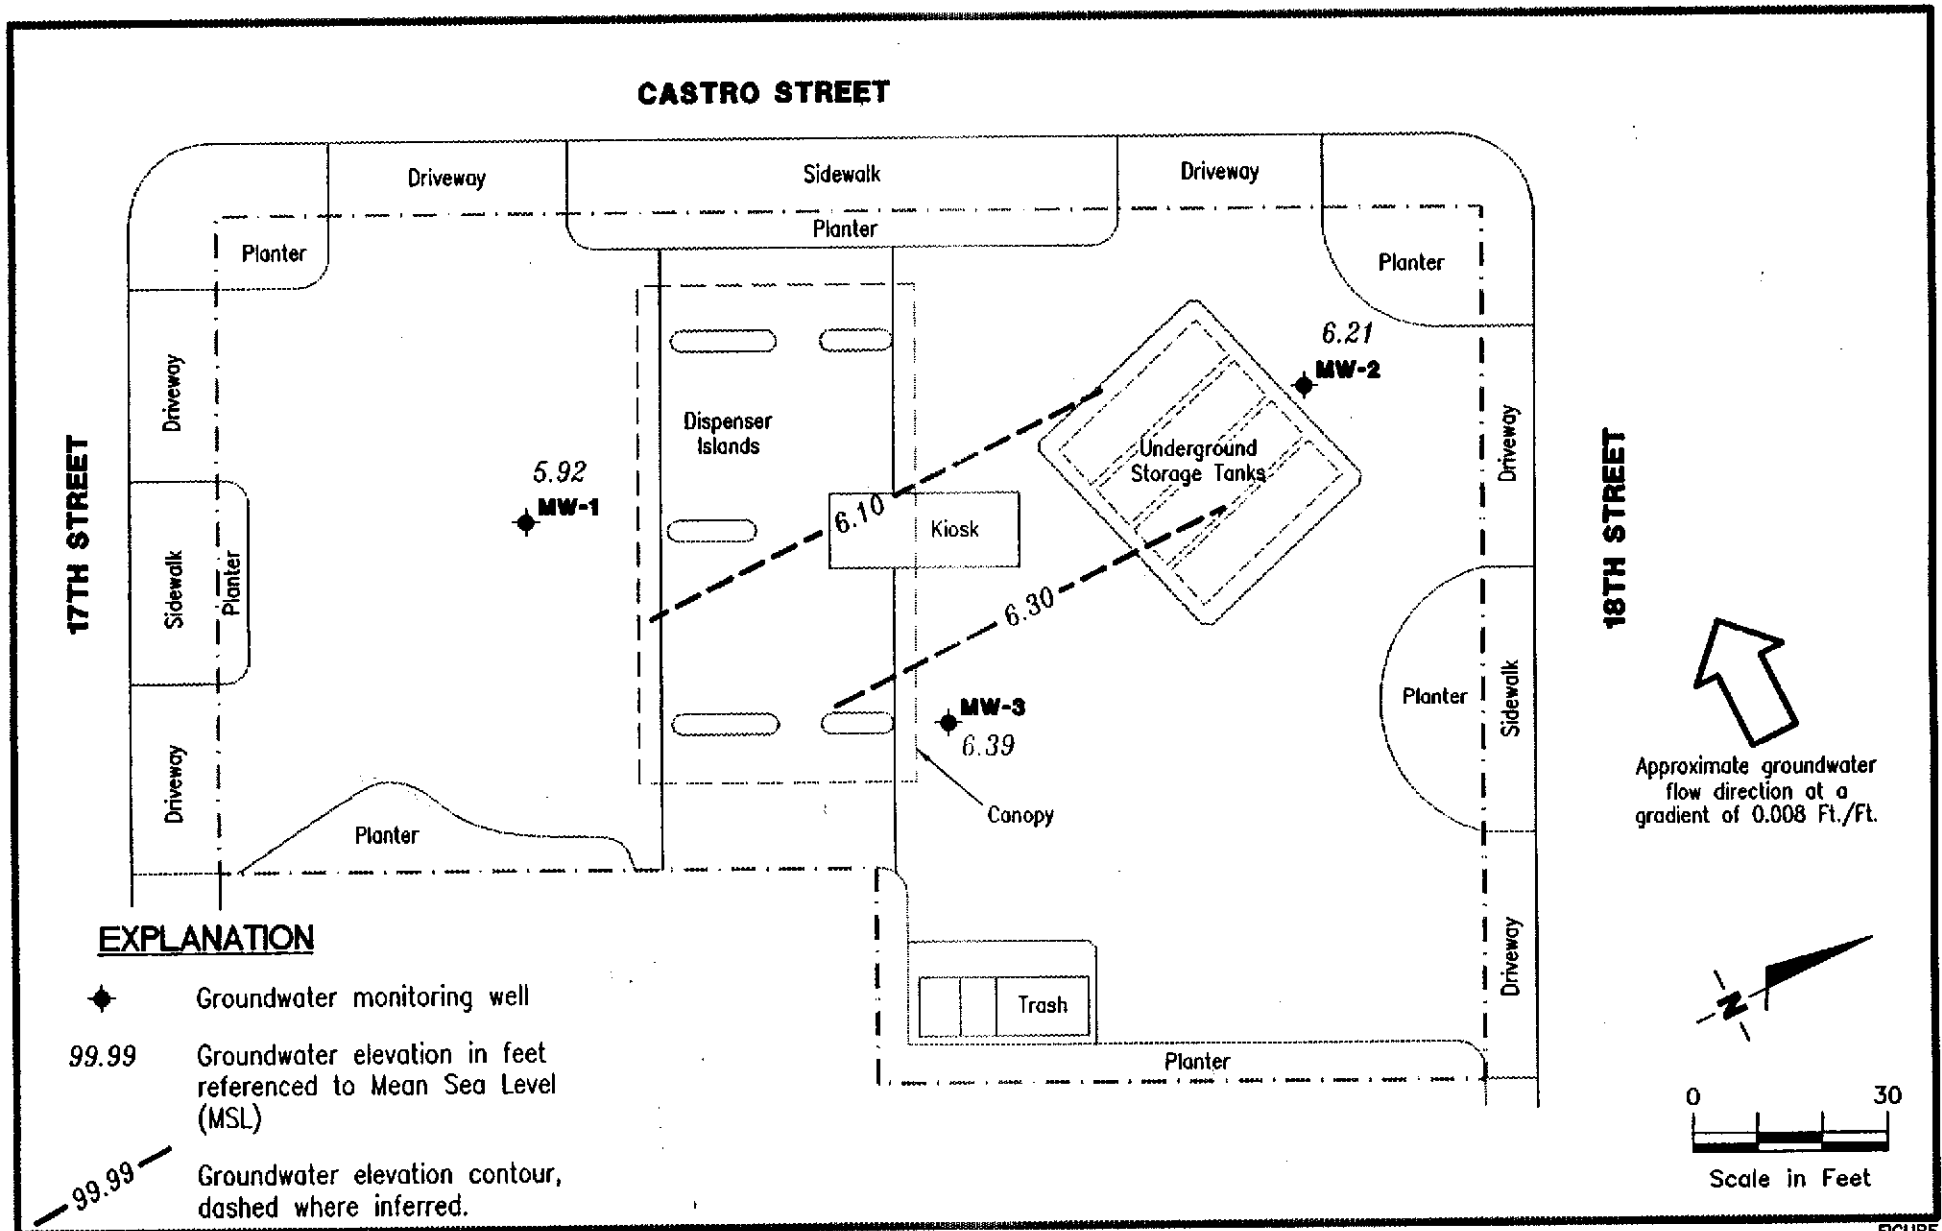 CASTRO STREET
Driveway
Sidewalk
Driveway
Planter
Planter
Planter
6.21
MW-2
Driveway
Dispenser
Islands
Underground
Storage Tanks
Driveway
17TH STREET
18TH STREET
5.92
MW-1
6.10
Kiosk
Sidewalk
Planter
6.30
MW-3
6.39
Planter
Sidewalk
Driveway
Planter
Canopy
Approximate groundwater
flow direction at a
gradient of 0.008 Ft./Ft.
Driveway
Trash
Planter
N
EXPLANATION
Groundwater monitoring well
99.99
Groundwater elevation in feet
referenced to Mean Sea Level
(MSL)
99.99
Groundwater elevation contour,
dashed where inferred.
0 30
Scale in Feet
FIGURE